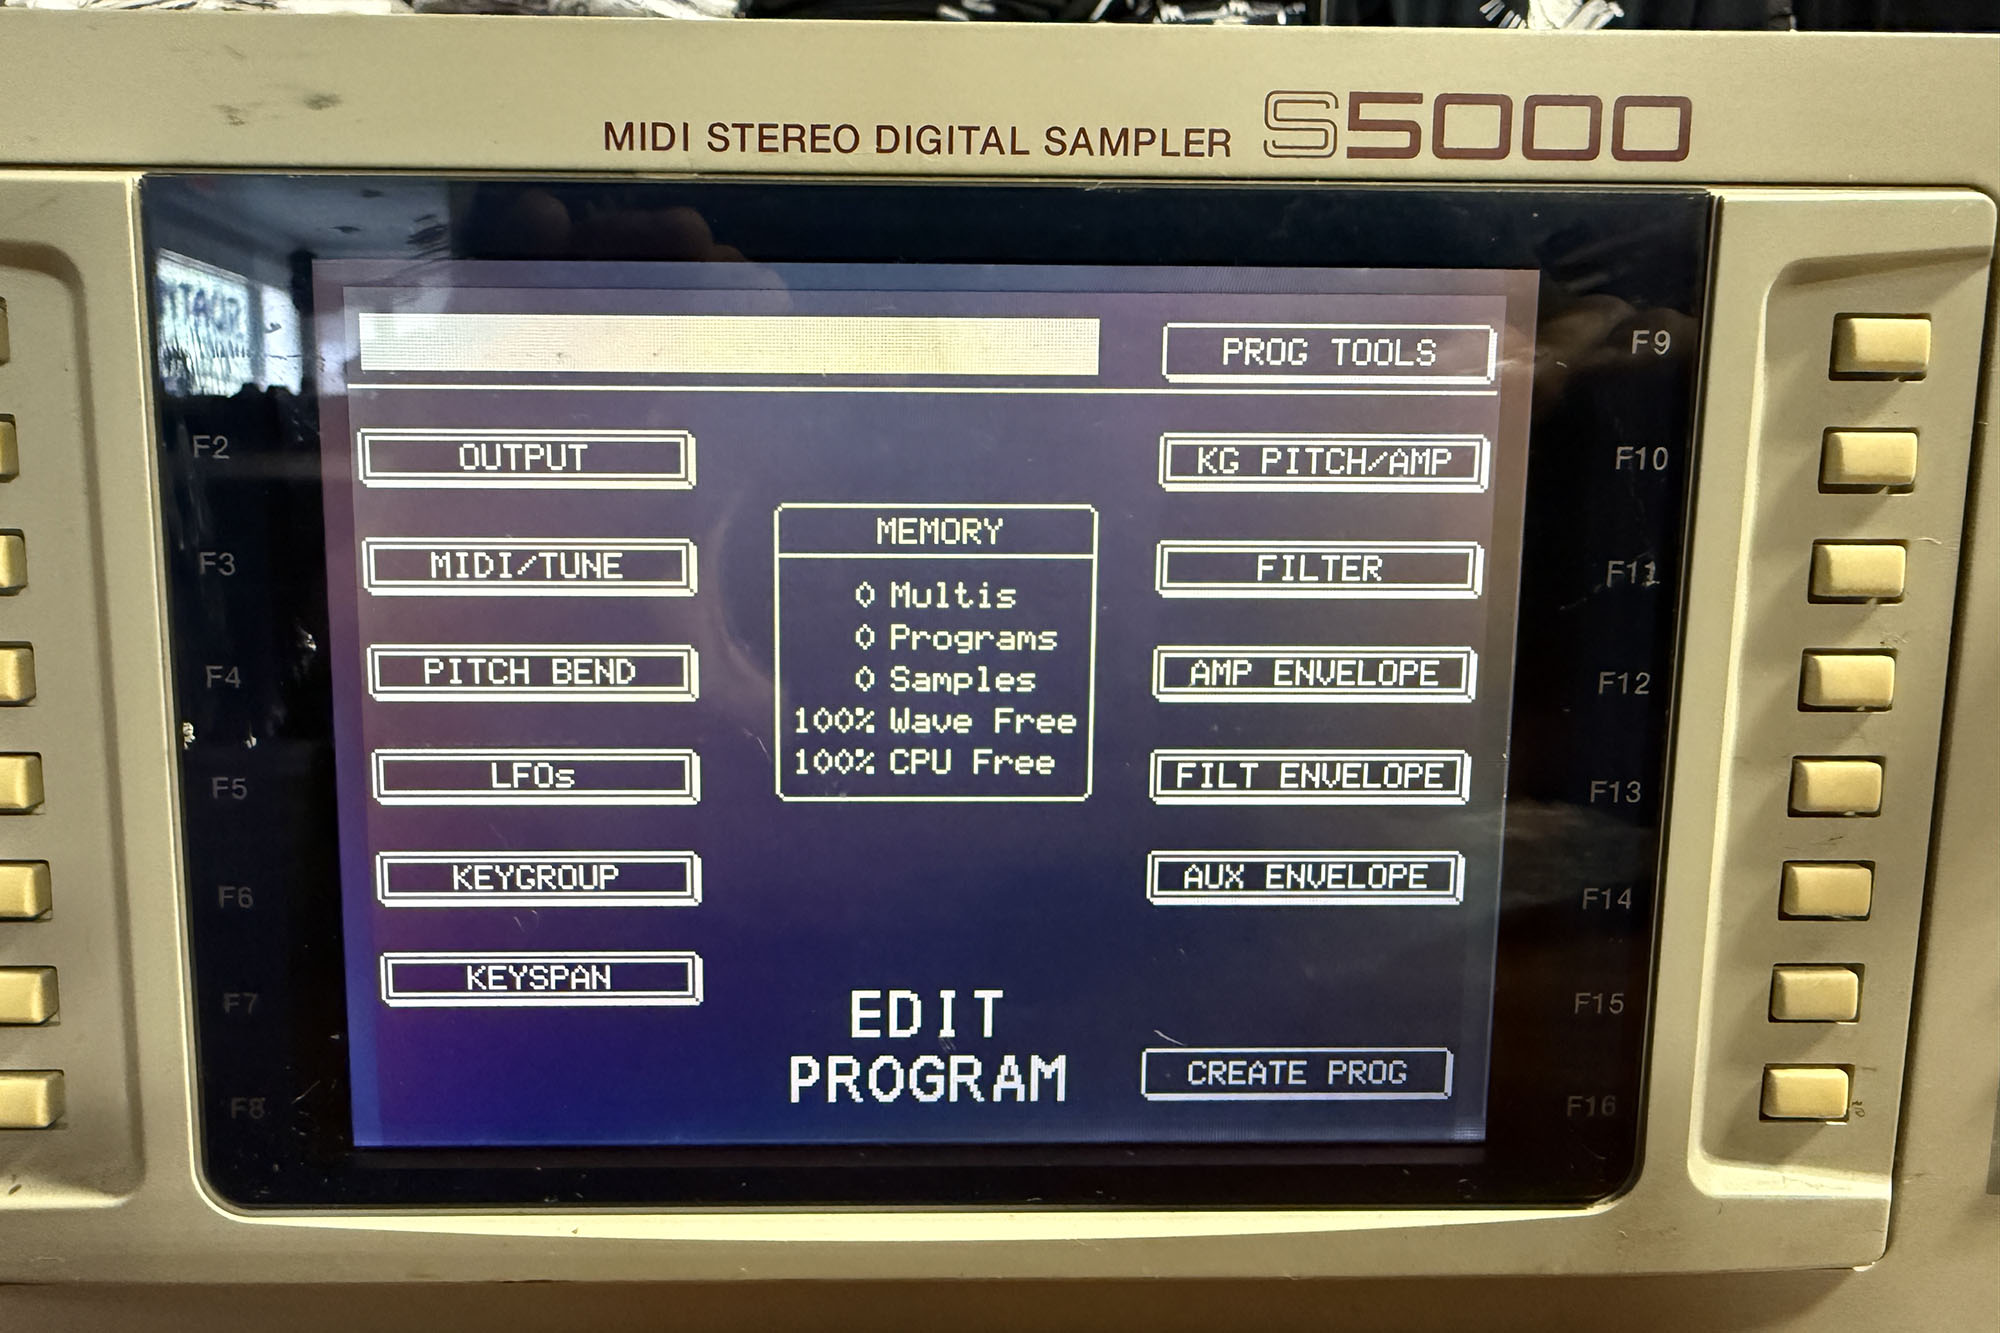 MIDI STEREO DIGITAL SAMPLER S5000
PROG TOOLS F9
F2 OUTPUT KG PITCH/AMP F10
F3 MIDI/TUNE FILTER F11
F4 PITCH BEND AMP ENVELOPE F12
F5 LFOs FILT ENVELOPE F13
F6 KEYGROUP AUX ENVELOPE F14
F7 KEYSPAN F15
F8 CREATE PROG F16
MEMORY
0 Multis
0 Programs
0 Samples
100% Wave Free
100% CPU Free
EDIT
PROGRAM